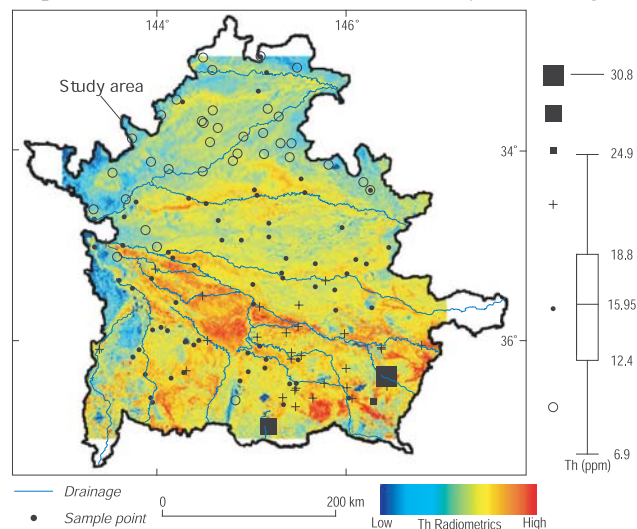 144°
146°
30.8
Study area
34°
24.9
18.8
15.95
36°
12.4
6.9
Th (ppm)
Drainage
0
200 km
Sample point
Low
Th Radiometrics
High